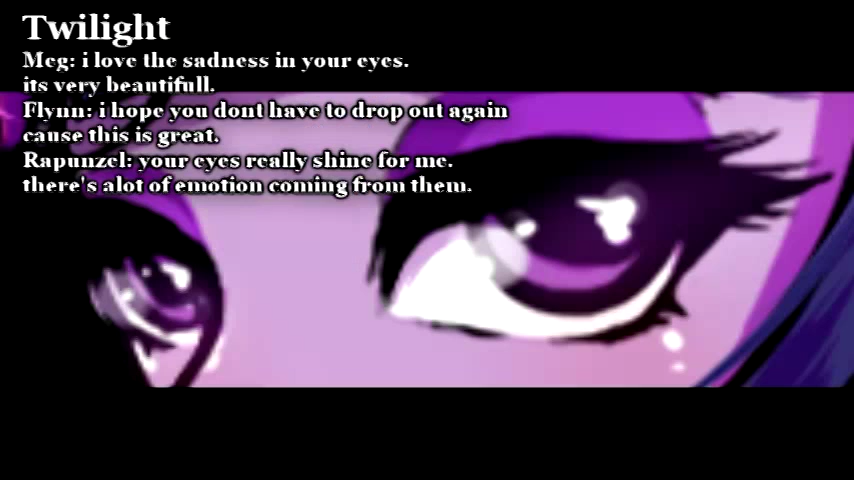 Twilight
Meg: i love the sadness in your eyes.
its very beautifull.
Flynn: i hope you dont have to drop out again
cause this is great.
Rapunzel: your eyes really shine for me.
there's alot of emotion coming from them.